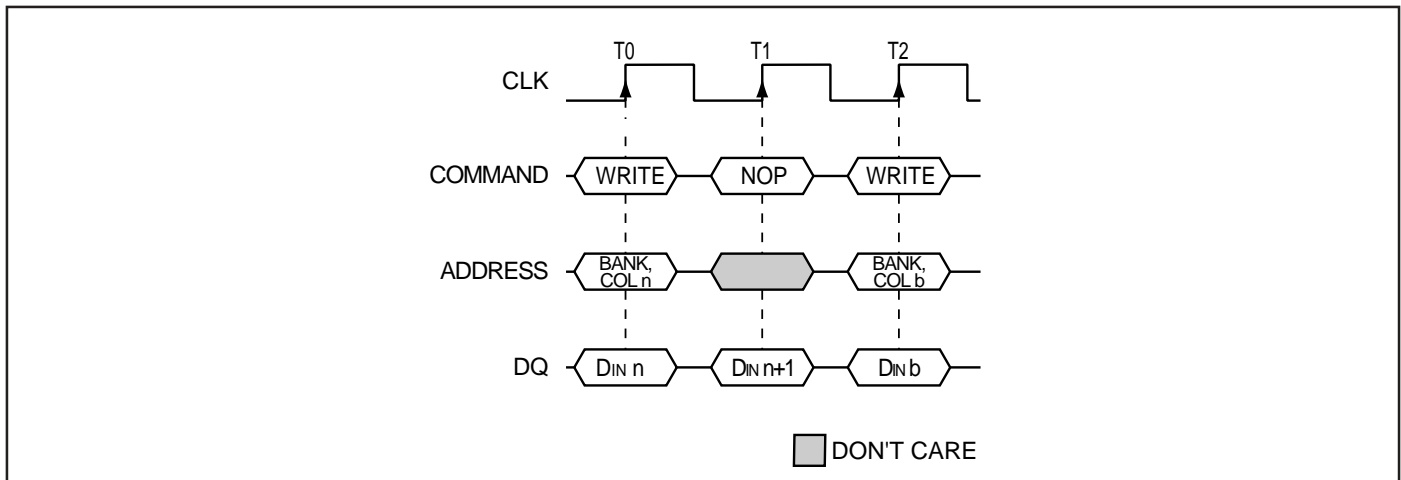 T0 T1 T2
CLK
COMMAND WRITE NOP WRITE
ADDRESS BANK, COL n BANK, COL b
DQ DIN n DIN n+1 DIN b
DON'T CARE